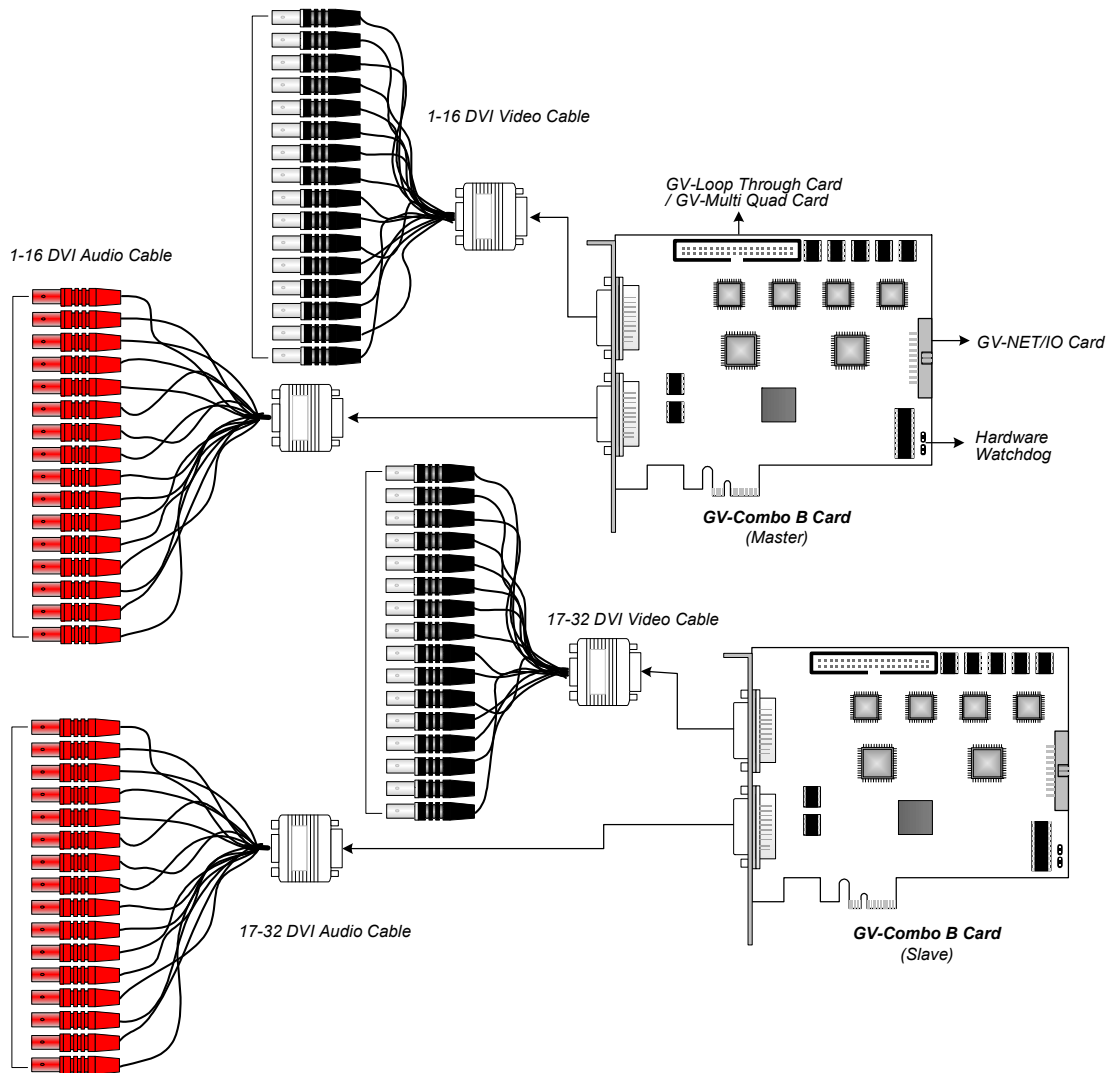 1-16 DVI Video Cable
GV-Loop Through Card
/ GV-Multi Quad Card
1-16 DVI Audio Cable
GV-NET/IO Card
Hardware
Watchdog
GV-Combo B Card
(Master)
17-32 DVI Video Cable
17-32 DVI Audio Cable
GV-Combo B Card
(Slave)